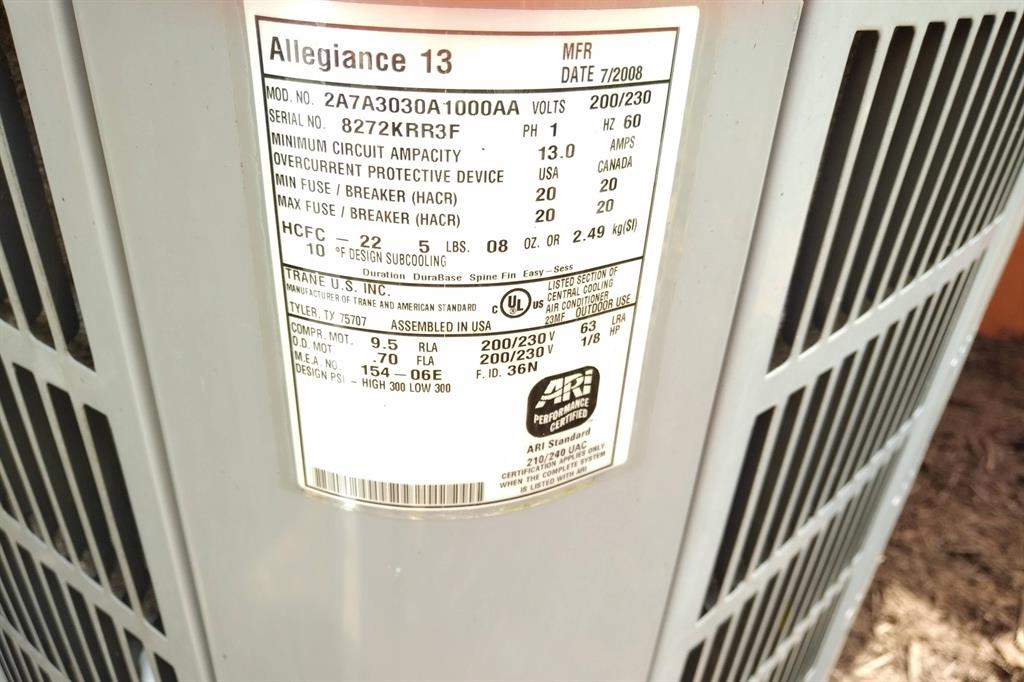 Allegiance 13 MFR
DATE 7/2008
MOD. NO. 2A7A3030A1000AA VOLTS 200/230
SERIAL NO. 8272KRR3F PH 1 HZ 60
MINIMUM CIRCUIT AMPACITY 13.0 AMPS
OVERCURRENT PROTECTIVE DEVICE USA CANADA
MIN FUSE / BREAKER (HACR) 20 20
MAX FUSE / BREAKER (HACR) 20 20
HCFC - 22 5 LBS. 08 OZ. OR 2.49 kg(SI)
10 °F DESIGN SUBCOOLING
Duration DuraBase Spine Fin Easy-Sess
TRANE U.S. INC.
MANUFACTURER OF TRANE AND AMERICAN STANDARD
TYLER, TX 75707 ASSEMBLED IN USA
C UL US
LISTED SECTION OF
CENTRAL COOLING
AIR CONDITIONER
23MF OUTDOOR USE
COMPR. MOT. 9.5 RLA 200/230 V 63 LRA
O.D. MOT .70 FLA 200/230 V 1/8 HP
M.E.A. NO. 154-06E F. ID. 36N
DESIGN PSI - HIGH 300 LOW 300
ARI
PERFORMANCE
CERTIFIED
ARI Standard
210/240 UAC
CERTIFICATION APPLIES ONLY
WHEN THE COMPLETE SYSTEM
IS LISTED WITH ARI